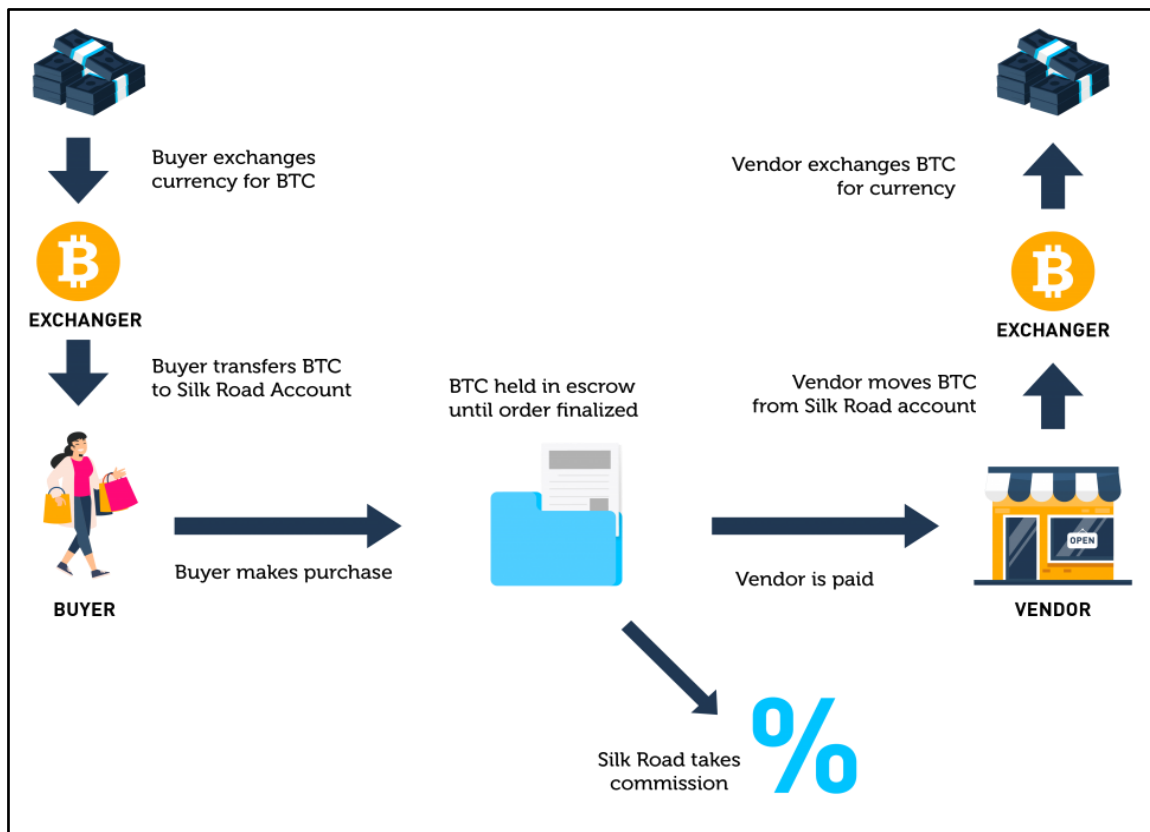 Buyer exchanges
currency for BTC
EXCHANGER
Buyer transfers BTC
to Silk Road Account
BUYER
Buyer makes purchase
BTC held in escrow
until order finalized
Silk Road takes
commission
%
Vendor is paid
VENDOR
OPEN
Vendor moves BTC
from Silk Road account
EXCHANGER
Vendor exchanges BTC
for currency